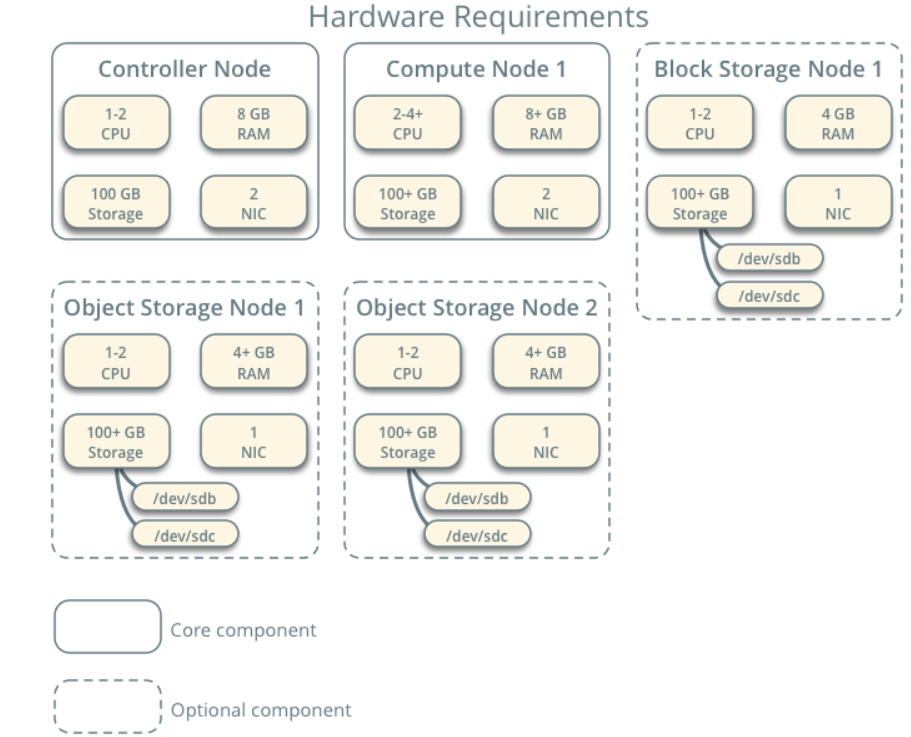 Hardware Requirements
Controller Node
1-2
CPU
8 GB
RAM
100 GB
Storage
2
NIC
Compute Node 1
2-4+
CPU
8+ GB
RAM
100+ GB
Storage
2
NIC
Block Storage Node 1
1-2
CPU
4 GB
RAM
100+ GB
Storage
1
NIC
/dev/sdb
/dev/sdc
Object Storage Node 1
1-2
CPU
4+ GB
RAM
100+ GB
Storage
1
NIC
/dev/sdb
/dev/sdc
Object Storage Node 2
1-2
CPU
4+ GB
RAM
100+ GB
Storage
1
NIC
/dev/sdb
/dev/sdc
Core component
Optional component